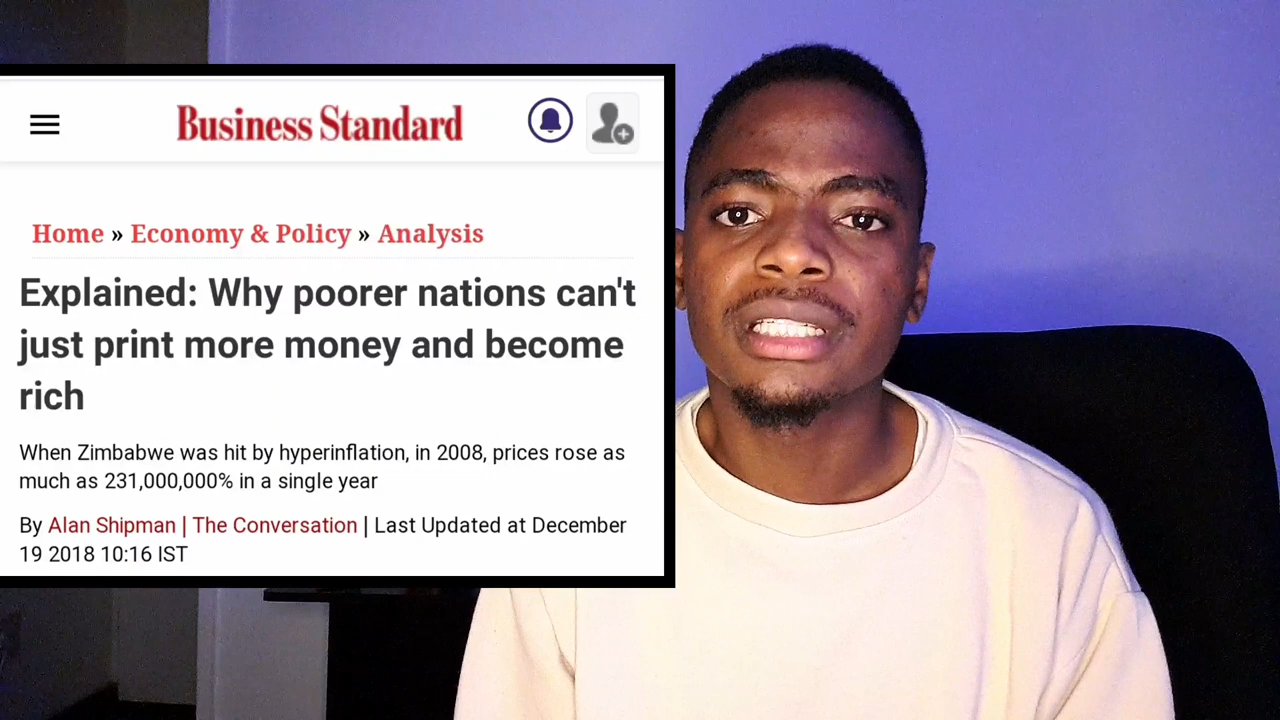 Business Standard
Home » Economy & Policy » Analysis
Explained: Why poorer nations can't
just print more money and become
rich
When Zimbabwe was hit by hyperinflation, in 2008, prices rose as
much as 231,000,000% in a single year
By Alan Shipman | The Conversation | Last Updated at December
19 2018 10:16 IST